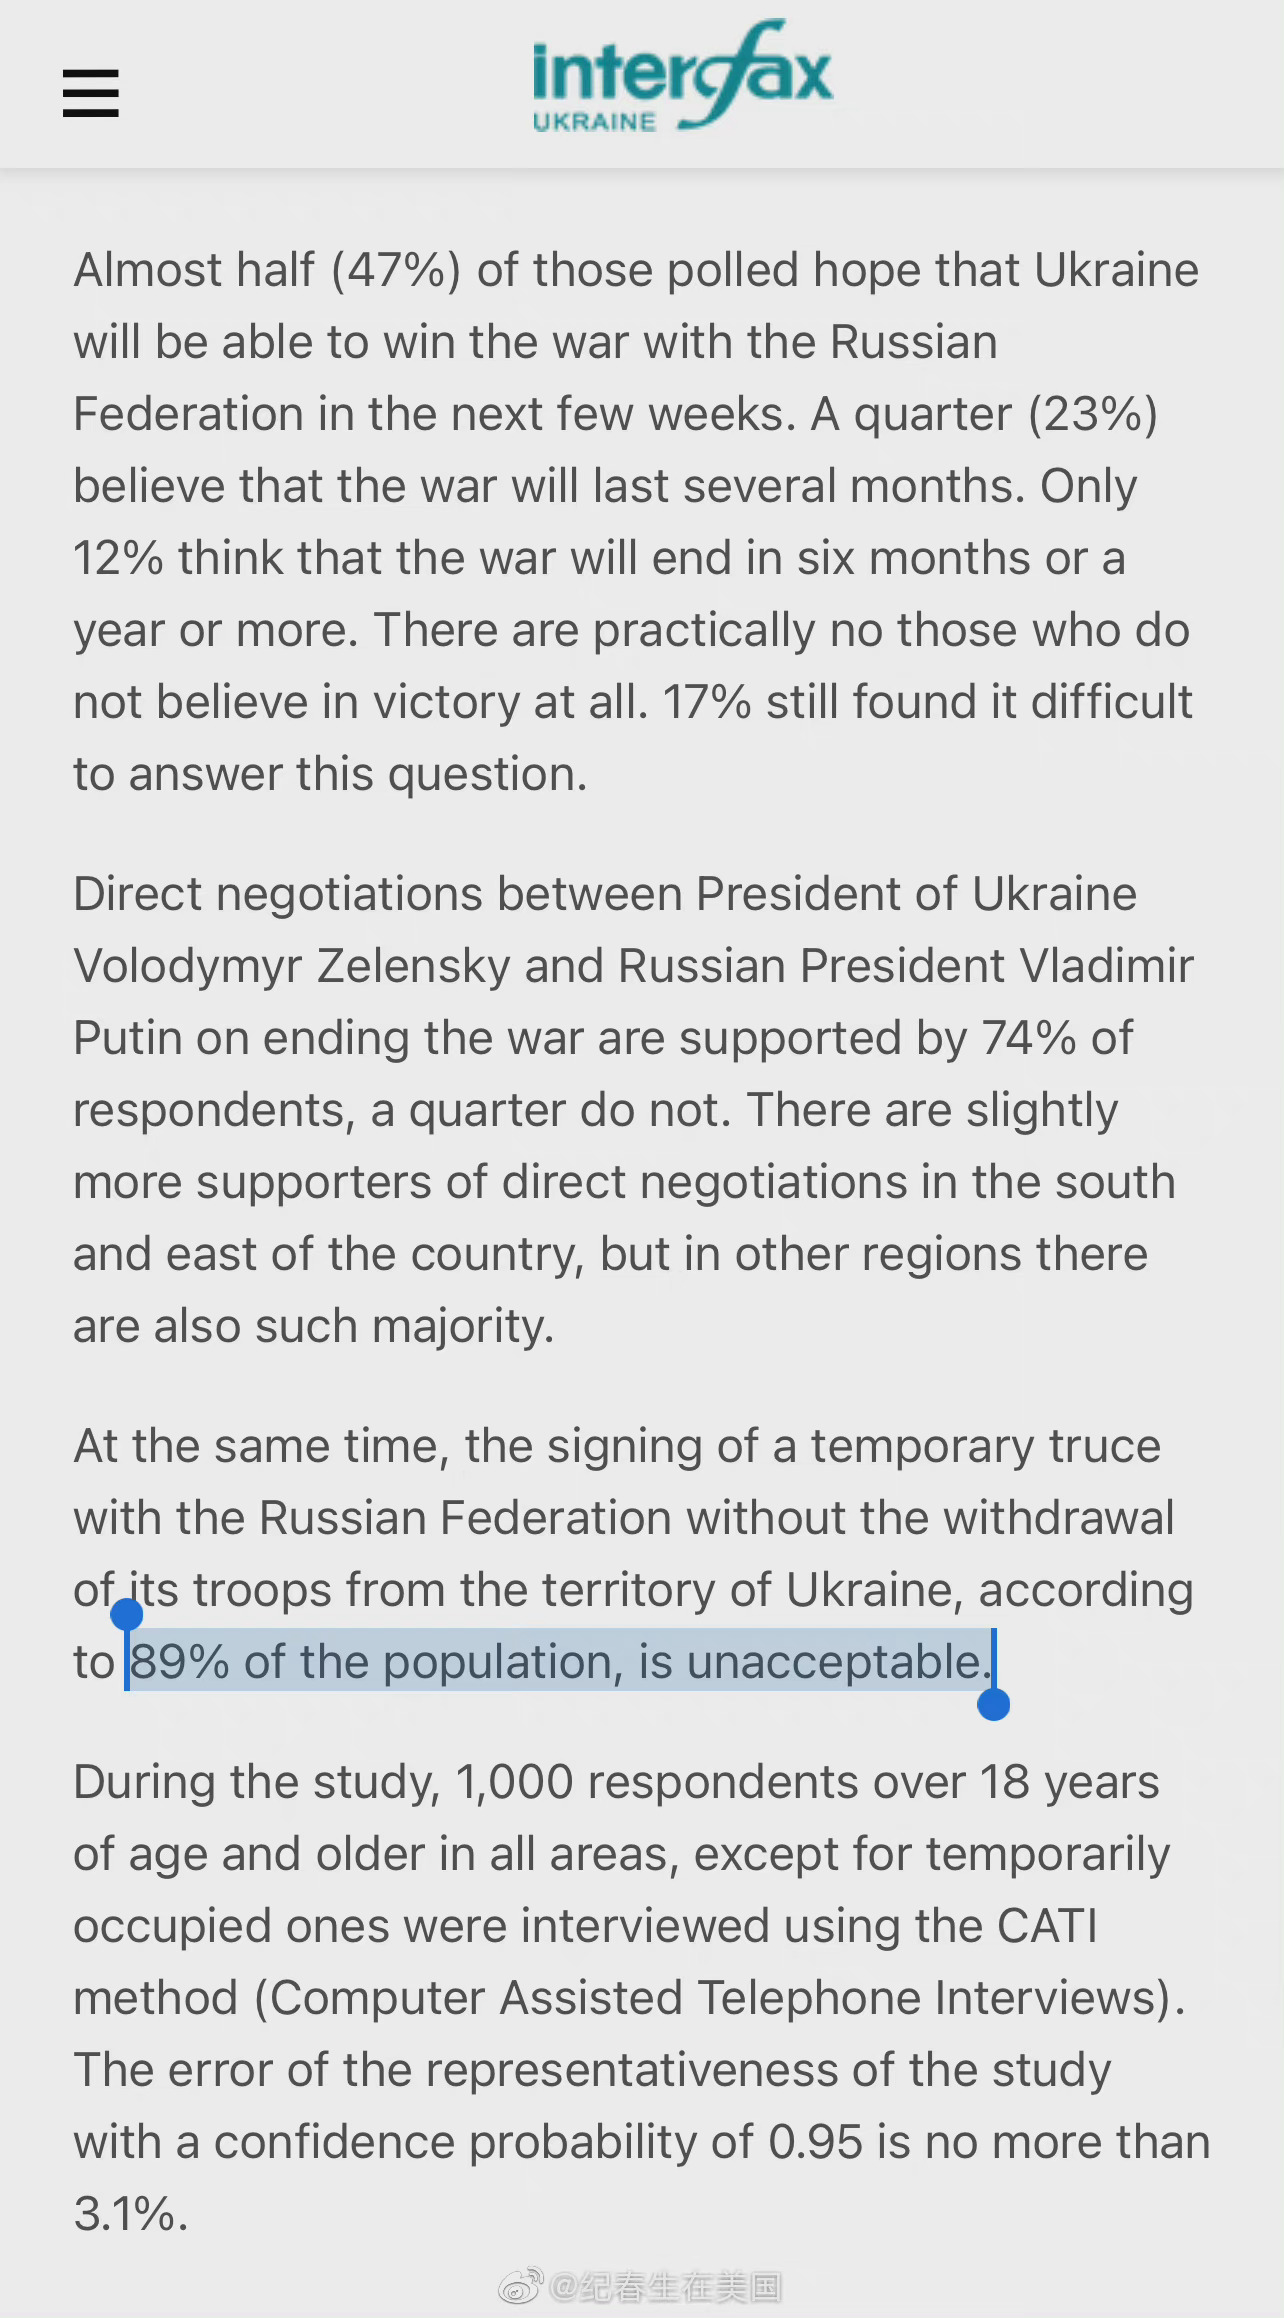 interfax
UKRAINE
Almost half (47%) of those polled hope that Ukraine
will be able to win the war with the Russian
Federation in the next few weeks. A quarter (23%)
believe that the war will last several months. Only
12% think that the war will end in six months or a
year or more. There are practically no those who do
not believe in victory at all. 17% still found it difficult
to answer this question.
Direct negotiations between President of Ukraine
Volodymyr Zelensky and Russian President Vladimir
Putin on ending the war are supported by 74% of
respondents, a quarter do not. There are slightly
more supporters of direct negotiations in the south
and east of the country, but in other regions there
are also such majority.
At the same time, the signing of a temporary truce
with the Russian Federation without the withdrawal
of its troops from the territory of Ukraine, according
to 89% of the population, is unacceptable.
During the study, 1,000 respondents over 18 years
of age and older in all areas, except for temporarily
occupied ones were interviewed using the CATI
method (Computer Assisted Telephone Interviews).
The error of the representativeness of the study
with a confidence probability of 0.95 is no more than
3.1%.
@纪春生在美国